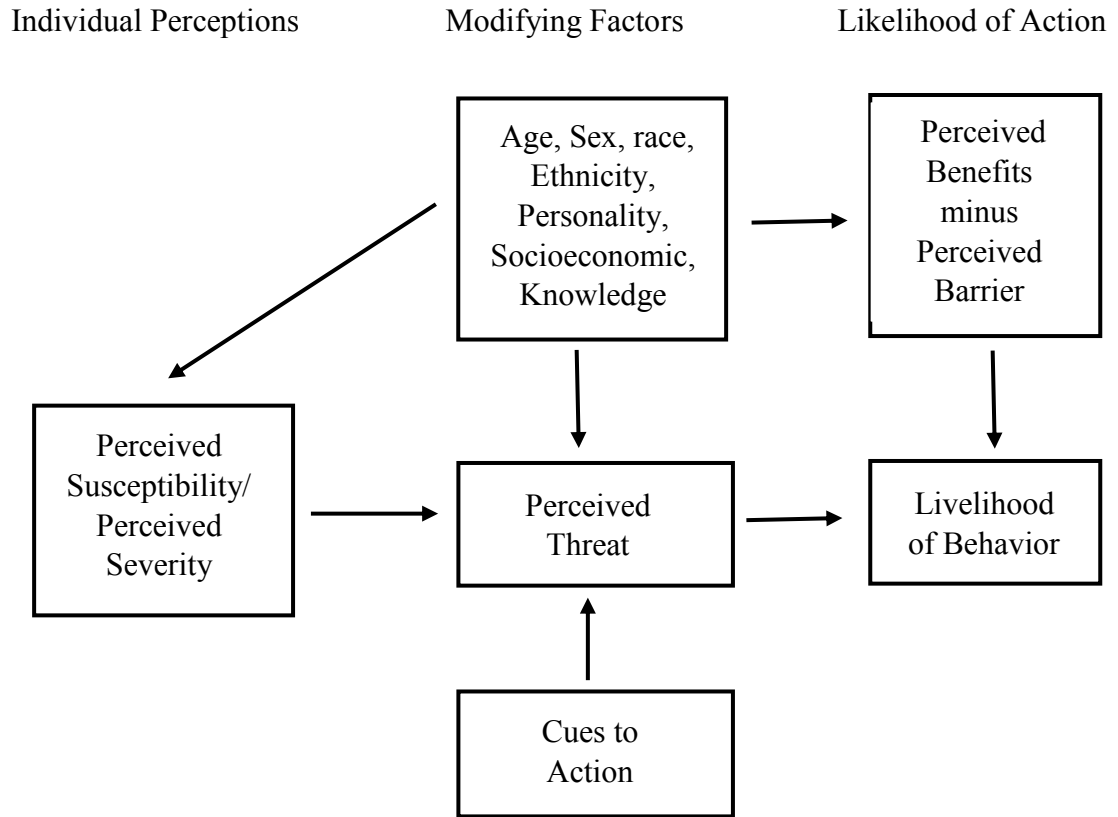 Individual Perceptions
Modifying Factors
Likelihood of Action
Age, Sex, race,
Ethnicity,
Personality,
Socioeconomic,
Knowledge
Perceived
Benefits
minus
Perceived
Barrier
Perceived
Susceptibility/
Perceived
Severity
Perceived
Threat
Livelihood
of Behavior
Cues to
Action